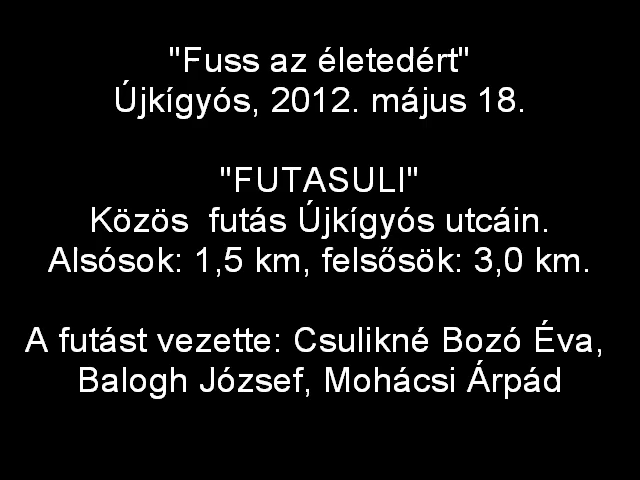 "Fuss az életedért"
Újkígyós, 2012. május 18.
"FUTASULI"
Közös  futás Újkígyós utcáin.
Alsósok: 1,5 km, felsősök: 3,0 km.
A futást vezette: Csulikné Bozó Éva,
Balogh József, Mohácsi Árpád